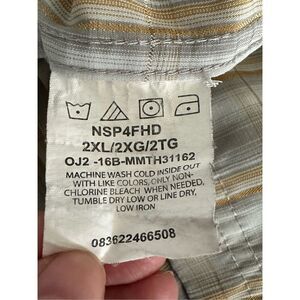 NSP4FHD
2XL/2XG/2TG
OJ2 -16B-MMTH31162
MACHINE WASH COLD INSIDE OUT
WITH LIKE COLORS, ONLY NON-
CHLORINE BLEACH WHEN NEEDED,
TUMBLE DRY LOW OR LINE DRY,
LOW IRON
083622466508